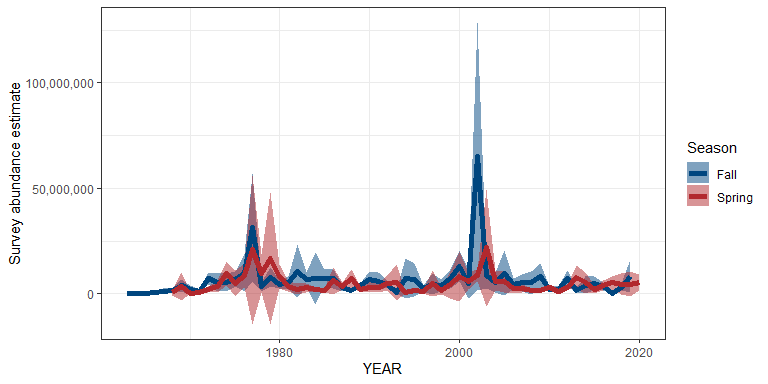 Survey abundance estimate
100,000,000
50,000,000
0
1980
2000
2020
YEAR
Season
Fall
Spring